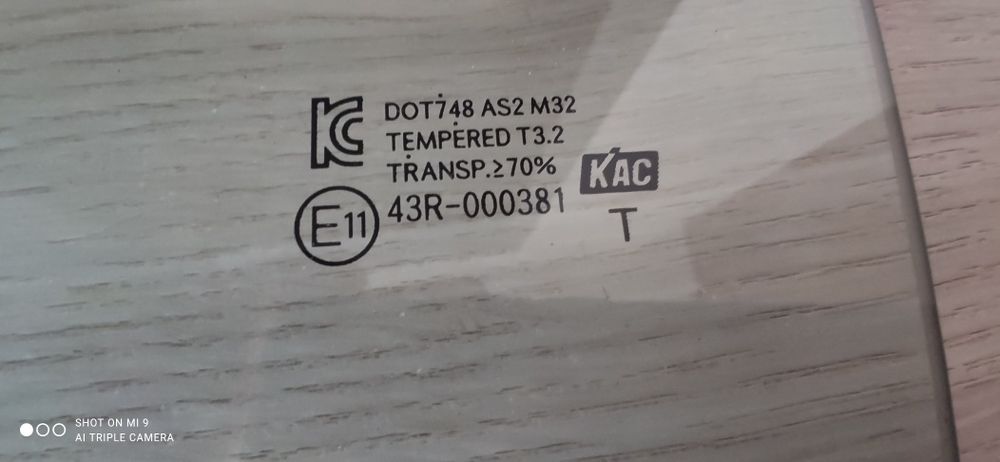 KC
DOT748 AS2 M32
TEMPERED T3.2
TRANSP.≥70%
KAC
E11
43R-000381
T
SHOT ON MI 9
AI TRIPLE CAMERA